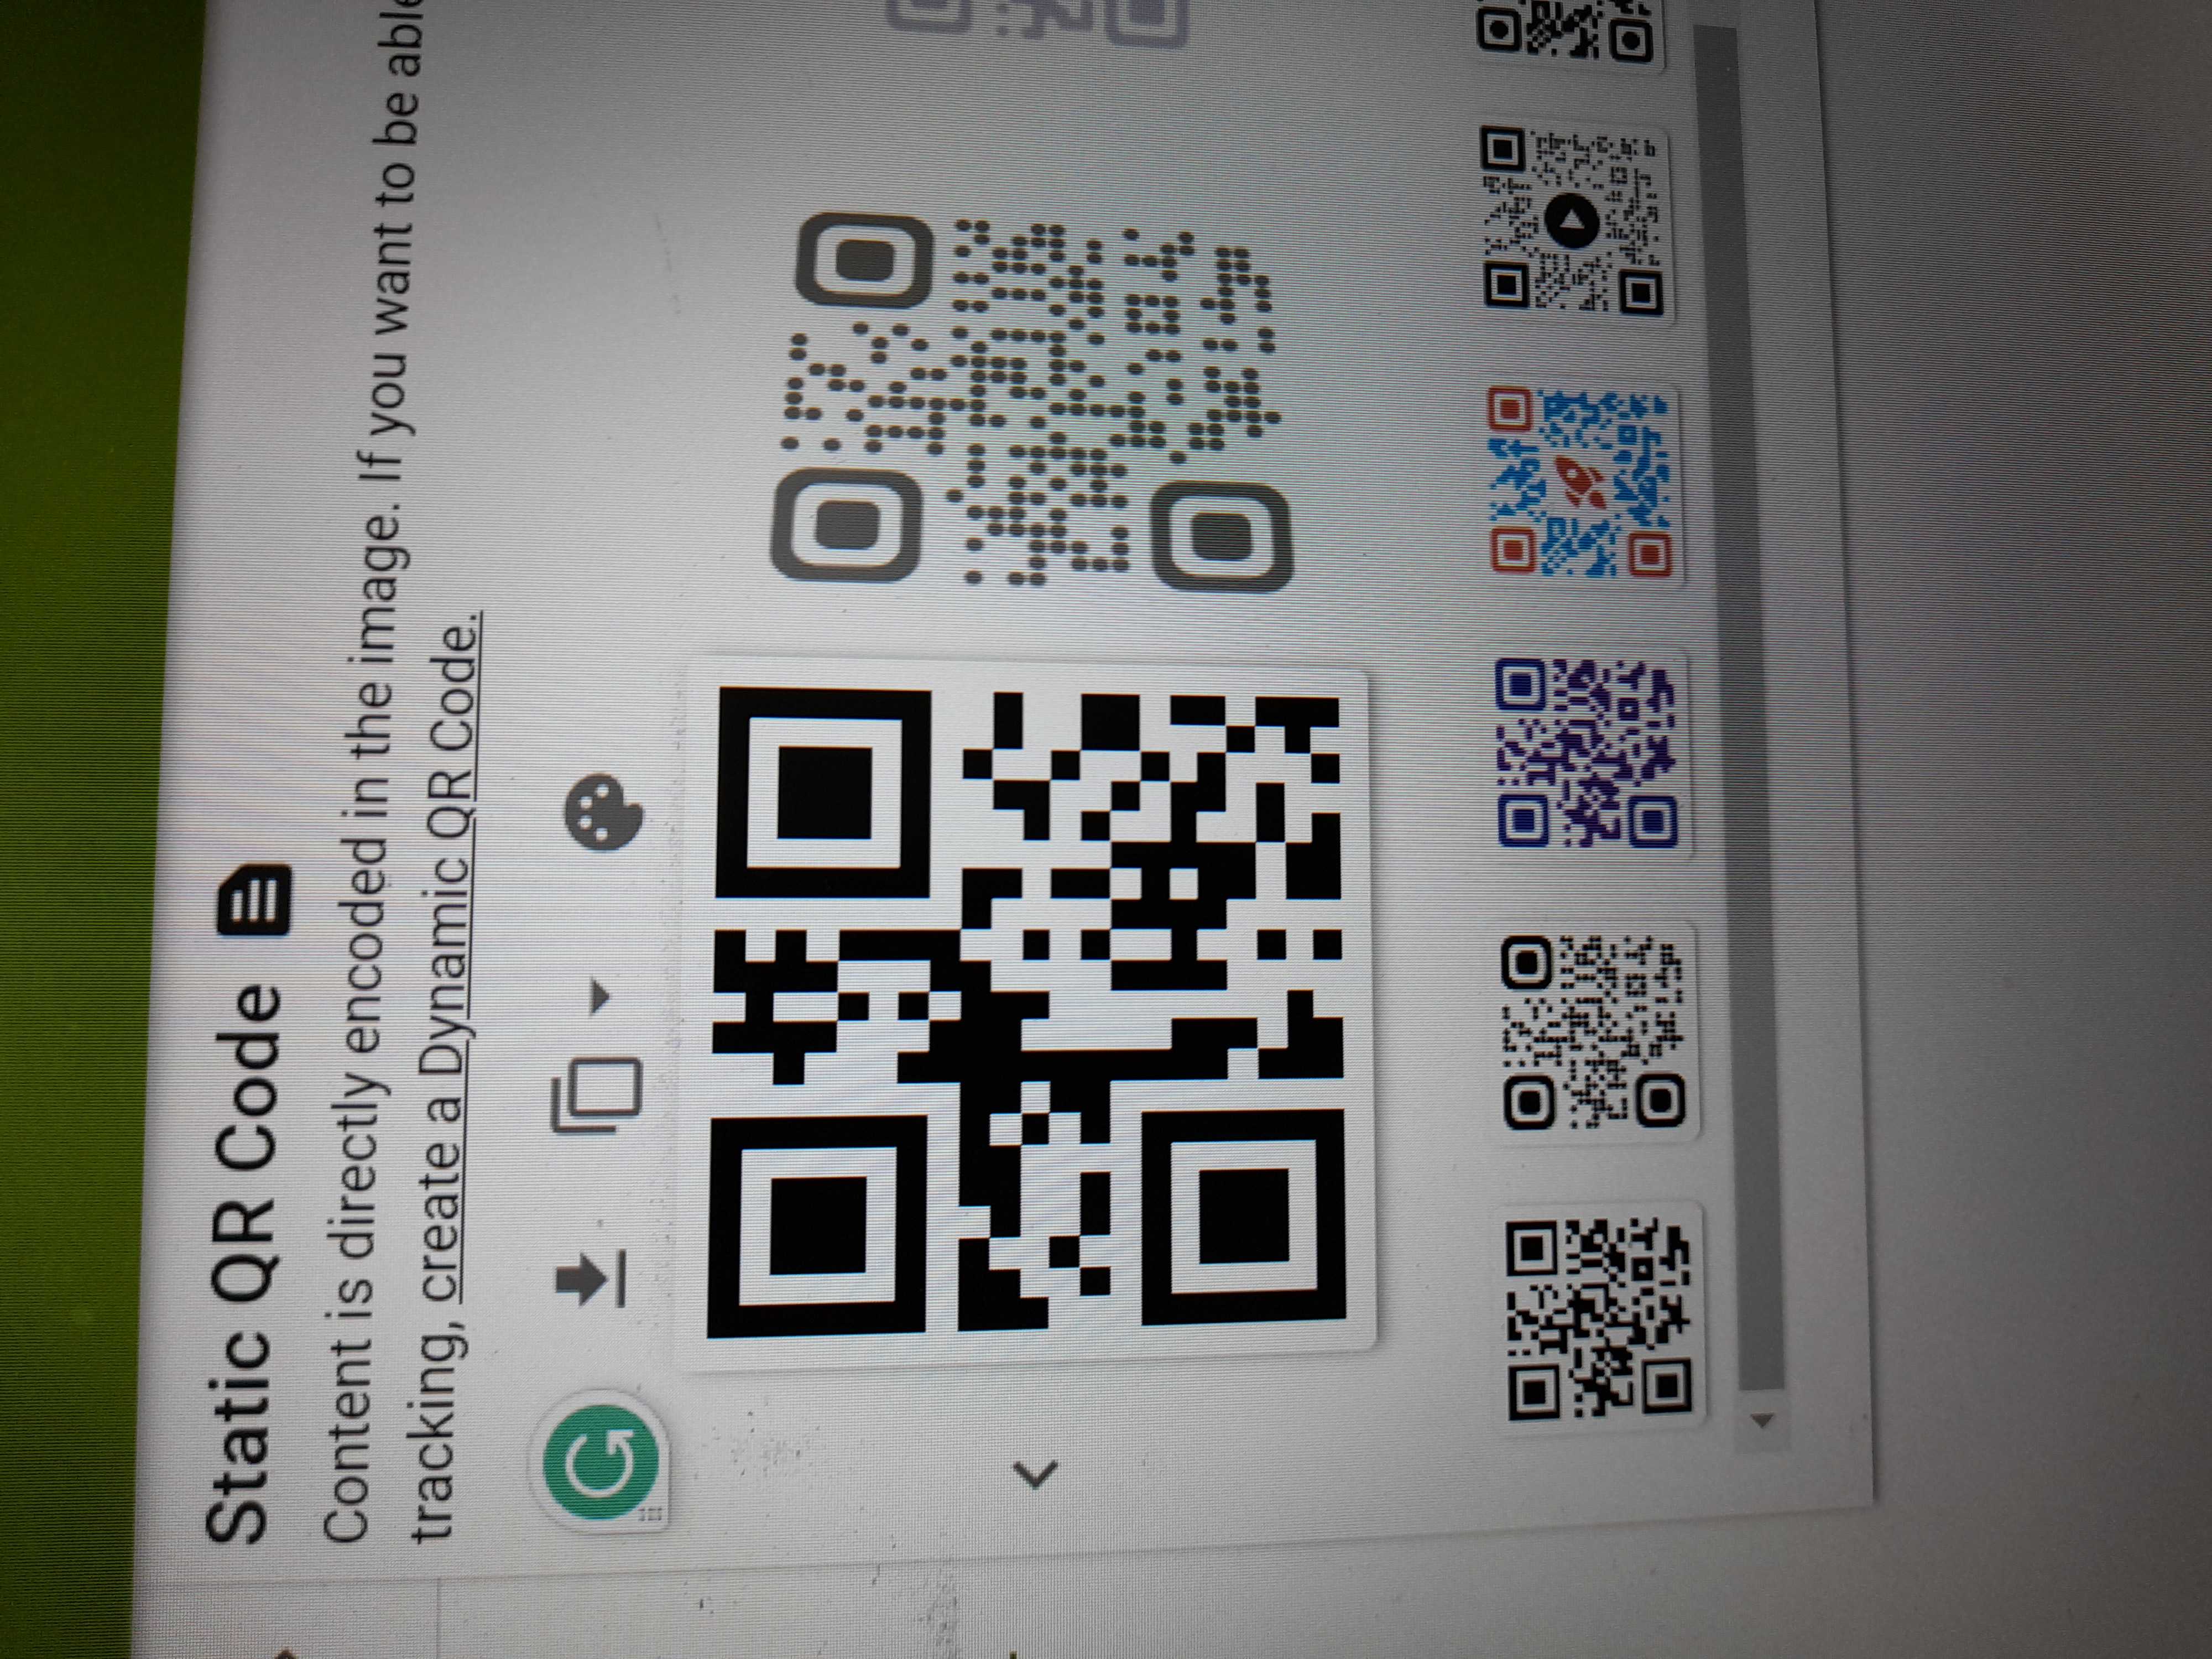 Static QR Code
Content is directly encoded in the image. If you want to be able
tracking, create a Dynamic QR Code.